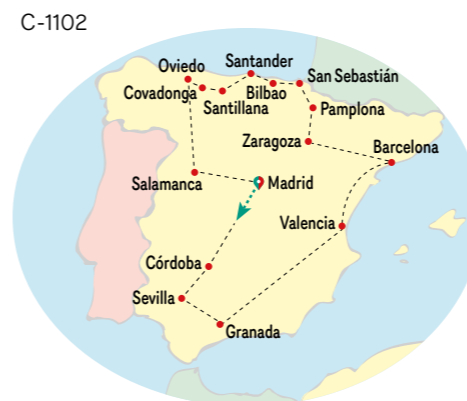 C-1102
Oviedo
Santander
San Sebastián
Covadonga
Bilbao
Santillana
Pamplona
Zaragoza
Barcelona
Salamanca
Madrid
Valencia
Córdoba
Sevilla
Granada